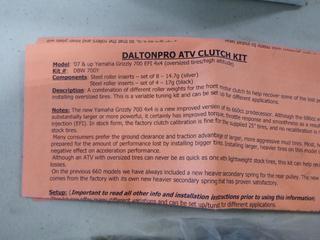 DALTONPRO ATV CLUTCH KIT
Model: '07 & up Yamaha Grizzly 700 EFI 4x4 (oversized tires/high altitude)
Kit #: DBW 700Y
Components: Steel roller inserts – set of 8 – 14.7g (silver)
Steel roller inserts – set of 4 – 17g (black)
Description: A combination of different roller weights for the front motor clutch to help recover some of the lost
installing oversized tires. This is a variable tuning kit and can be set up for different applications.
Notes: The new Yamaha Grizzly 700 4x4 is a new improved version of its 660cc predecessor. Although the 686cc
substantially larger or more powerful, it certainly has improved torque, throttle response and smoothness as a result
(EFI). In stock form, the factory clutch calibration is fine for the supplied 25" tires, and no recalibration is
stock tires.
Many consumers prefer the ground clearance and traction advantage of larger, more aggressive mud tires. Most,
prepared for the amount of performance lost by installing bigger tires. Installing larger, heavier tires on this model
negative effect on acceleration performance.
Although an ATV with oversized tires can never be as quick as one with lightweight stock tires, this kit can help
losses.
On the previous 660 models we have always included a new heavier secondary spring for the rear pulley. The new
comes from the factory with its own new heavier secondary spring that has proven satisfactory.
Setup: (Important to read all other info and installation instructions prior to using this information)
different variations and can be set up/tuned to different applications.